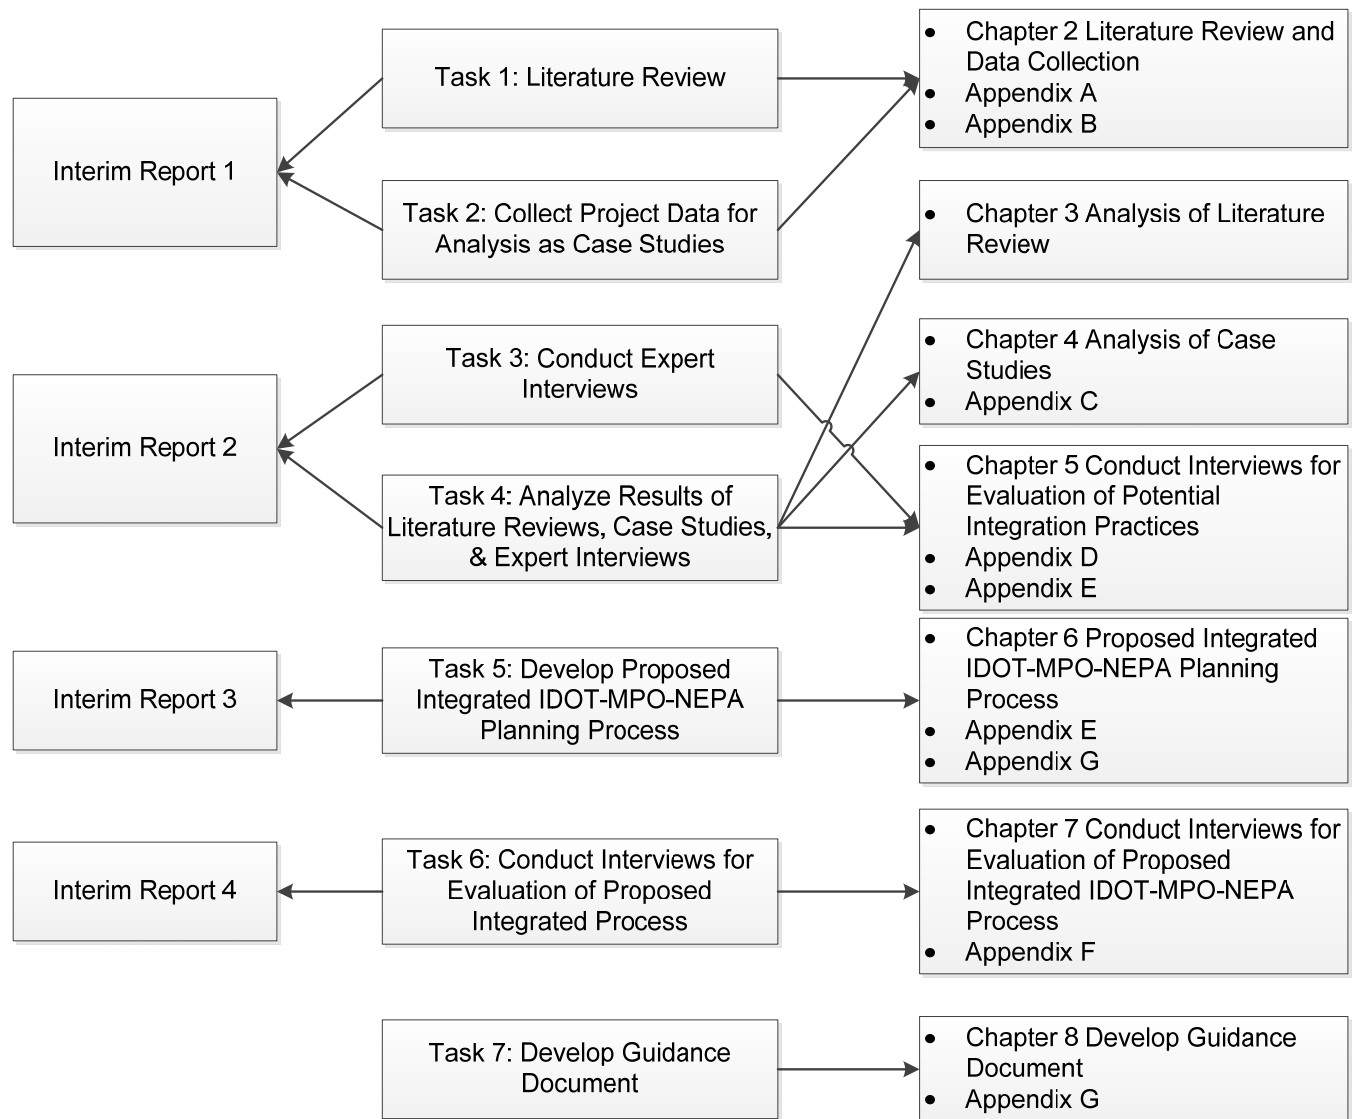 Interim Report 1
Interim Report 2
Interim Report 3
Interim Report 4
Task 1: Literature Review
Task 2: Collect Project Data for
Analysis as Case Studies
Task 3: Conduct Expert
Interviews
Task 4: Analyze Results of
Literature Reviews, Case Studies,
& Expert Interviews
Task 5: Develop Proposed
Integrated IDOT-MPO-NEPA
Planning Process
Task 6: Conduct Interviews for
Evaluation of Proposed
Integrated Process
Task 7: Develop Guidance
Document
• Chapter 2 Literature Review and
Data Collection
• Appendix A
• Appendix B
• Chapter 3 Analysis of Literature
Review
• Chapter 4 Analysis of Case
Studies
• Appendix C
• Chapter 5 Conduct Interviews for
Evaluation of Potential
Integration Practices
• Appendix D
• Appendix E
• Chapter 6 Proposed Integrated
IDOT-MPO-NEPA Planning
Process
• Appendix E
• Appendix G
• Chapter 7 Conduct Interviews for
Evaluation of Proposed
Integrated IDOT-MPO-NEPA
Process
• Appendix F
• Chapter 8 Develop Guidance
Document
• Appendix G